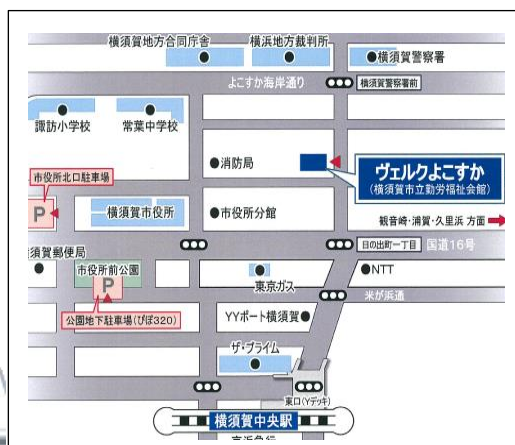 横須賀地方合同庁舎
横浜地方裁判所
横須賀警察署
よこすか海岸通り
横須賀警察署前
諏訪小学校
常葉中学校
消防局
ヴェルクよこすか
(横須賀市立勤労福祉会館)
市役所北口駐車場
P
横須賀市役所
市役所分館
観音崎・浦賀・久里浜 方面
日の出町一丁目
国道16号
須賀郵便局
市役所前公園
P
東京ガス
NTT
米が浜通
公園地下駐車場(ぴぽ320)
YYポート横須賀
ザ・プライム
東口(Yデッキ)
横須賀中央駅
京浜急行